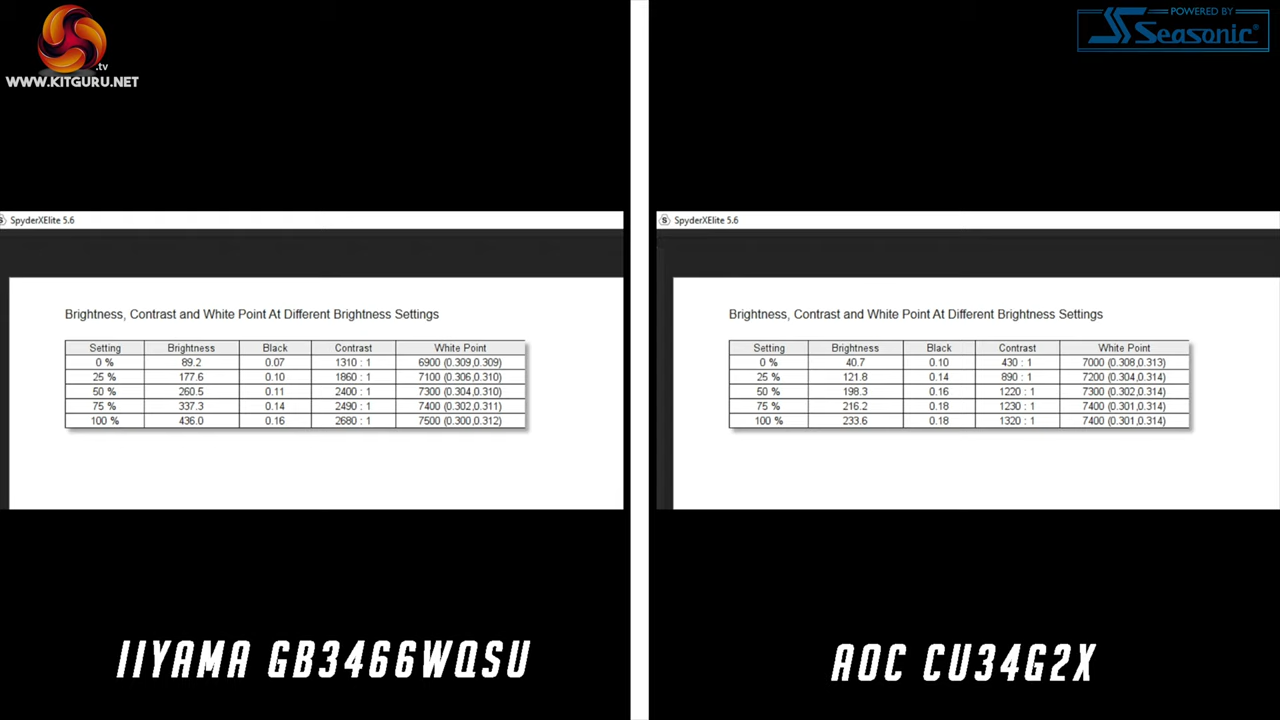 .tv
WWW.KITGURU.NET
POWERED BY
Seasonic®
SpyderXElite 5.6
Brightness, Contrast and White Point At Different Brightness Settings
Setting Brightness Black Contrast White Point
0 % 89.2 0.07 1310 : 1 6900 (0.309,0.309)
25 % 177.6 0.10 1860 : 1 7100 (0.306,0.310)
50 % 260.5 0.11 2400 : 1 7300 (0.304,0.310)
75 % 337.3 0.14 2490 : 1 7400 (0.302,0.311)
100 % 436.0 0.16 2680 : 1 7500 (0.300,0.312)
IIYAMA GB3466WQSU
SpyderXElite 5.6
Brightness, Contrast and White Point At Different Brightness Settings
Setting Brightness Black Contrast White Point
0 % 40.7 0.10 430 : 1 7000 (0.308,0.313)
25 % 121.8 0.14 890 : 1 7200 (0.304,0.314)
50 % 198.3 0.16 1220 : 1 7300 (0.302,0.314)
75 % 216.2 0.18 1230 : 1 7400 (0.301,0.314)
100 % 233.6 0.18 1320 : 1 7400 (0.301,0.314)
AOC CU34G2X